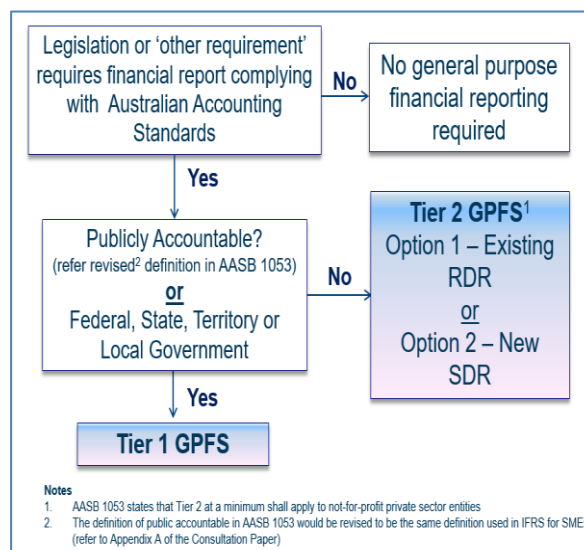 Legislation or ‘other requirement’
requires financial report complying
with Australian Accounting
Standards
No
No general purpose
financial reporting
required
Yes
Publicly Accountable?
(refer revised2 definition in AASB 1053)
or
Federal, State, Territory or
Local Government
No
Tier 2 GPFS1
Option 1 – Existing
RDR
or
Option 2 – New
SDR
Yes
Tier 1 GPFS
Notes
1. AASB 1053 states that Tier 2 at a minimum shall apply to not-for-profit private sector entities
2. The definition of public accountable in AASB 1053 would be revised to be the same definition used in IFRS for SME
(refer to Appendix A of the Consultation Paper)